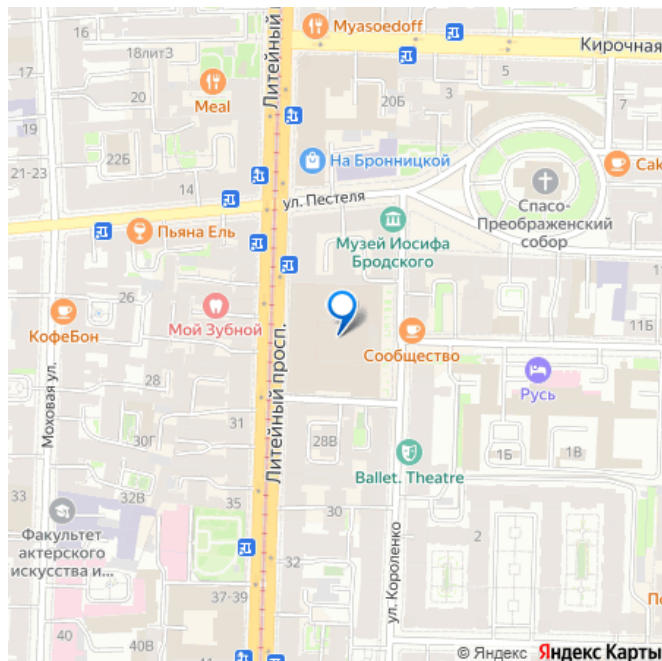 16
Литейный
Myasoedoff
Кирочная
18лит3
5
Meal
20Б
3
20
7
19
На Бронницкой
Cak
22Б
21-23
14
ул. Пестеля
Спасо-
Преображенский
собор
Пьяна Ель
Музей Иосифа
Бродского
26
Мой Зубной
КофеБон
11Б
Сообщество
Литейный просп.
Моховая ул.
28
Русь
31
30Г
28В
1Б
1В
Ballet. Theatre
33
32В
35
30
Факультет
актерского
искусства и...
2
ул. Короленко
32
37-39
По
40
40В
© Яндекс Яндекс Карты